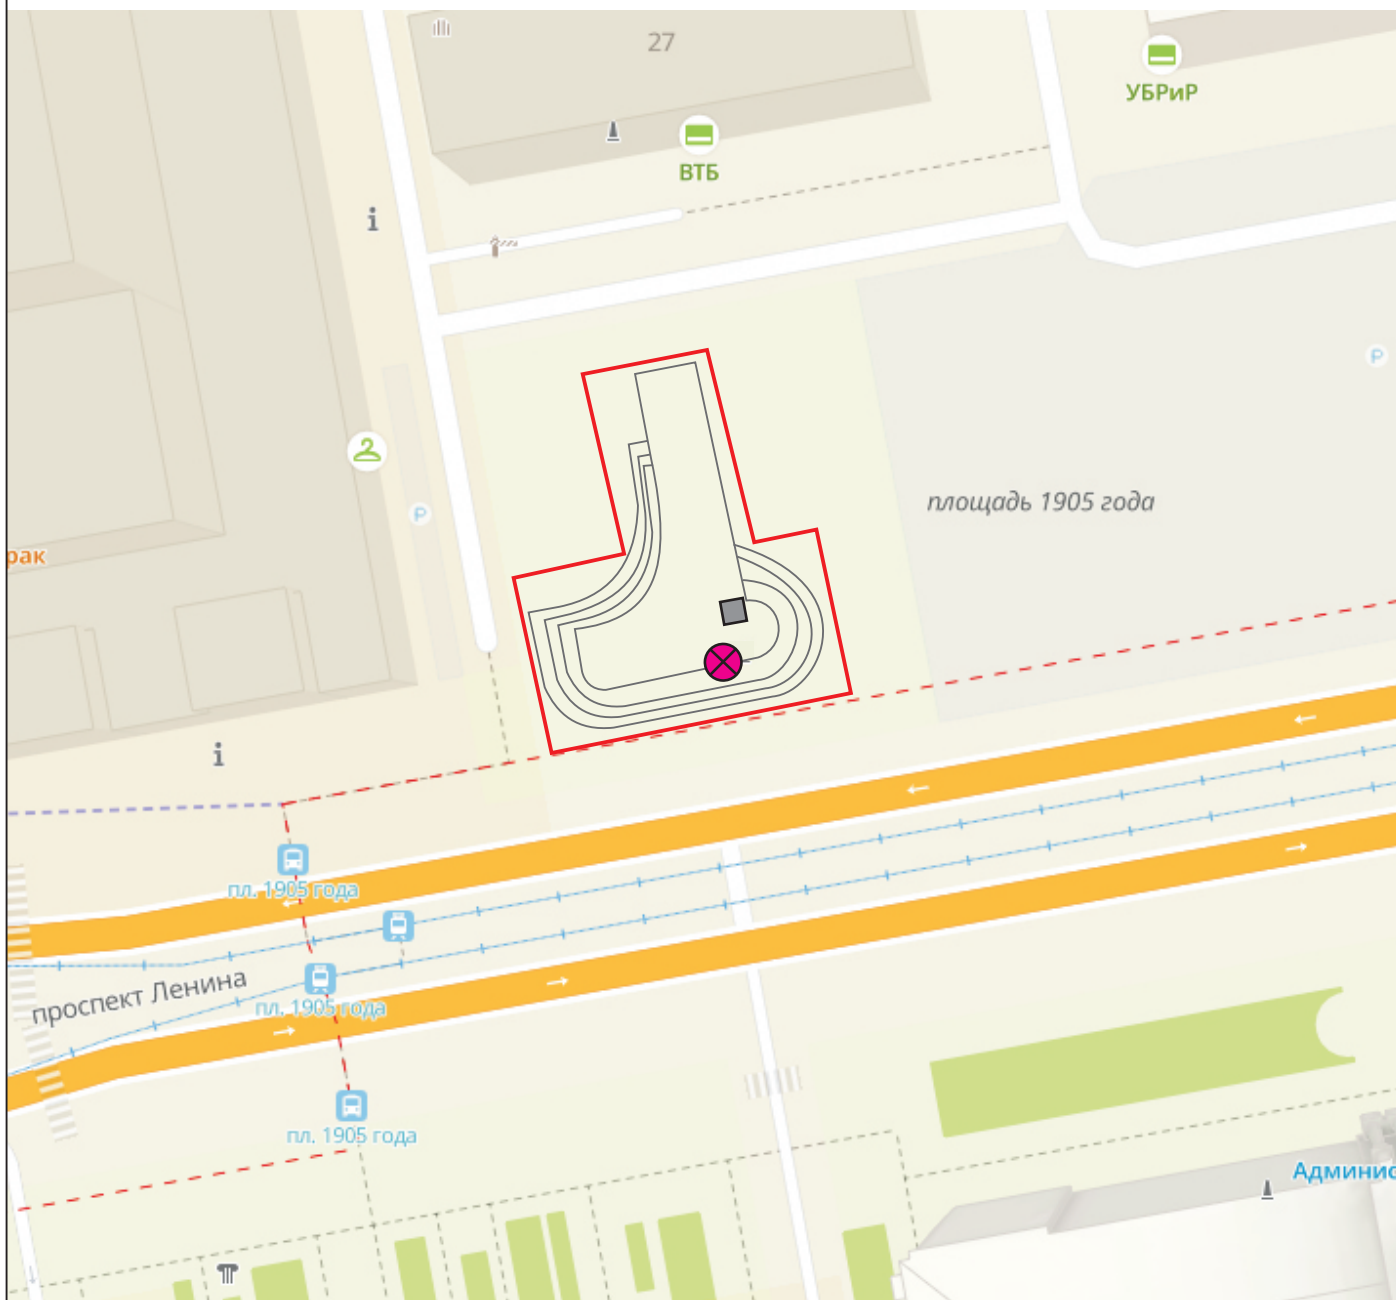 27
УБРиР
ВТБ
i
P
площадь 1905 года
P
рак
i
пл. 1905 года
проспект Ленина
пл. 1905 года
пл. 1905 года
Админис